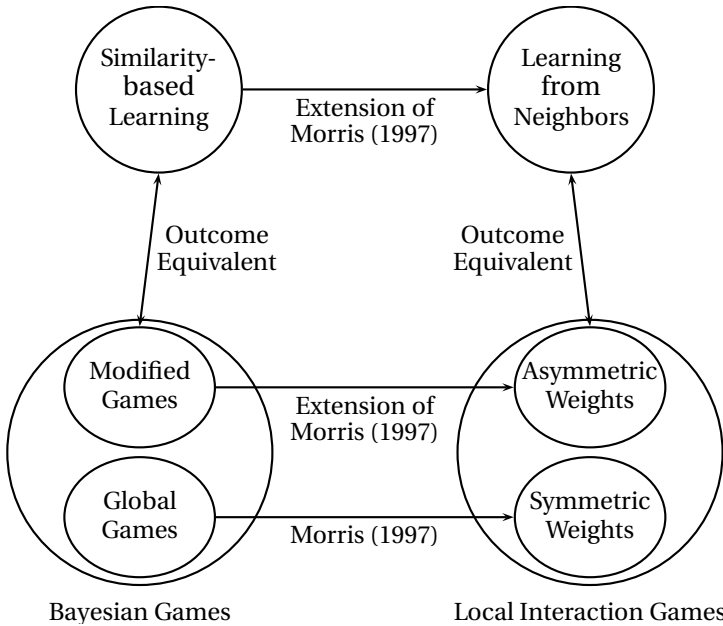 Similarity-
based
Learning
Extension of
Morris (1997)
Learning
from
Neighbors
Outcome
Equivalent
Outcome
Equivalent
Modified
Games
Extension of
Morris (1997)
Asymmetric
Weights
Global
Games
Morris (1997)
Symmetric
Weights
Bayesian Games
Local Interaction Games